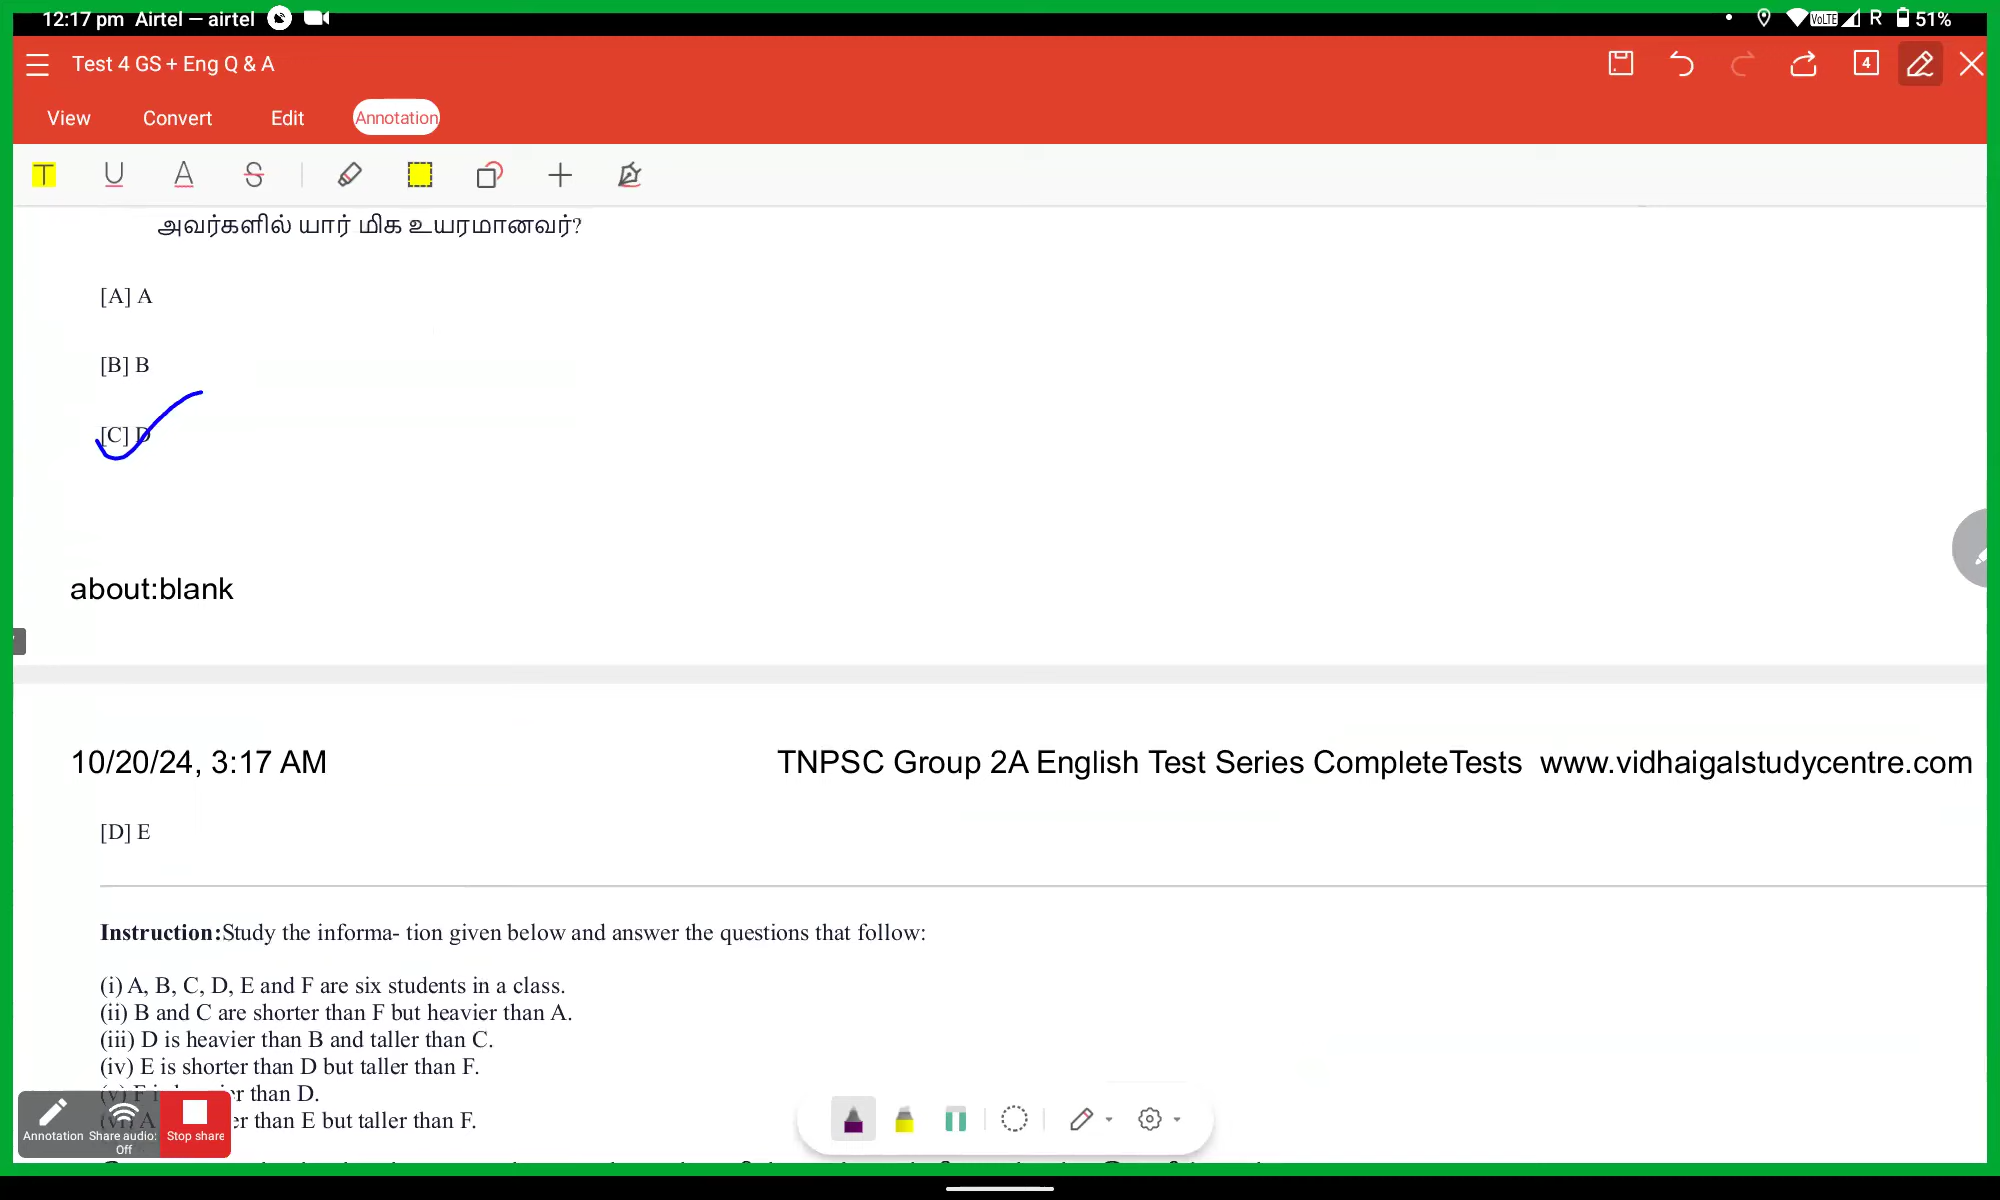 12:17 pm Airtel — airtel
VoLTE R 51%
Test 4 GS + Eng Q & A
4
View Convert Edit Annotation
T U A S
அவர்களில் யார் மிக உயரமானவர்?
[A] A
[B] B
[C] D
about:blank
10/20/24, 3:17 AM TNPSC Group 2A English Test Series CompleteTests www.vidhaigalstudycentre.com
[D] E
Instruction:Study the informa- tion given below and answer the questions that follow:
(i) A, B, C, D, E and F are six students in a class.
(ii) B and C are shorter than F but heavier than A.
(iii) D is heavier than B and taller than C.
(iv) E is shorter than D but taller than F.
(v) F than D.
(vi) A than E but taller than F.
Annotation Share audio: Off Stop share